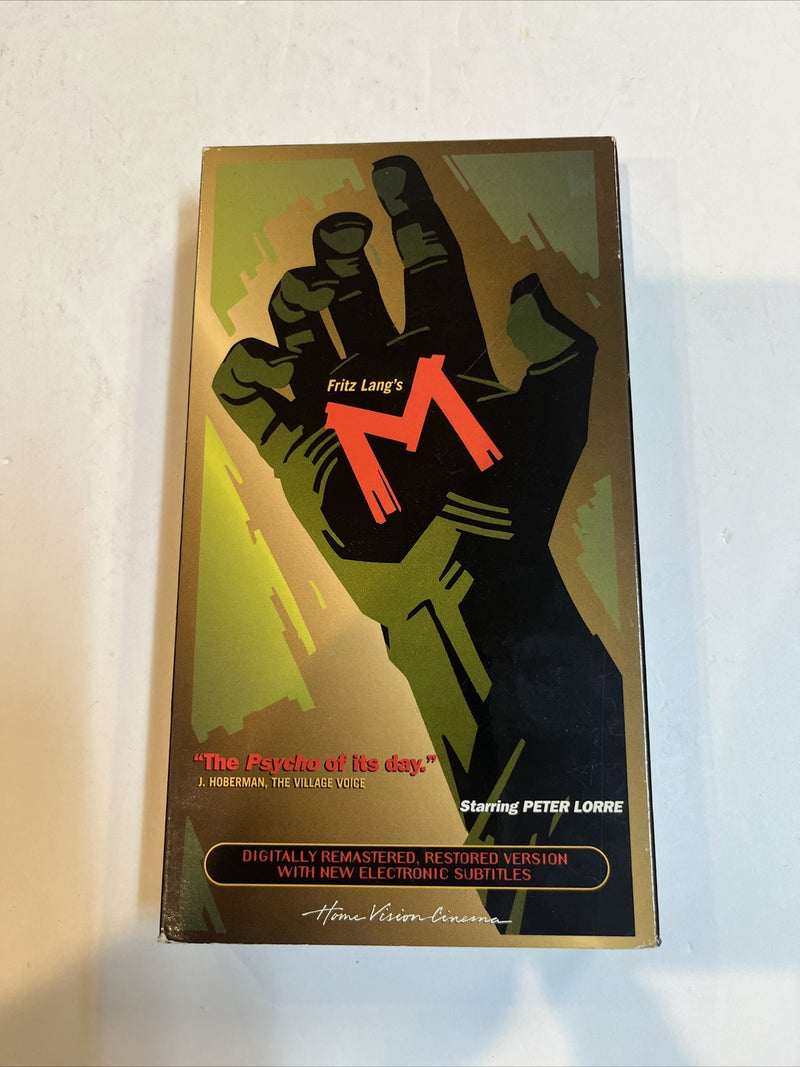 Fritz Lang's
M
“The Psycho of its day.”
J. HOBERMAN, THE VILLAGE VOICE
Starring PETER LORRE
DIGITALLY REMASTERED, RESTORED VERSION
WITH NEW ELECTRONIC SUBTITLES
Home Vision Cinema